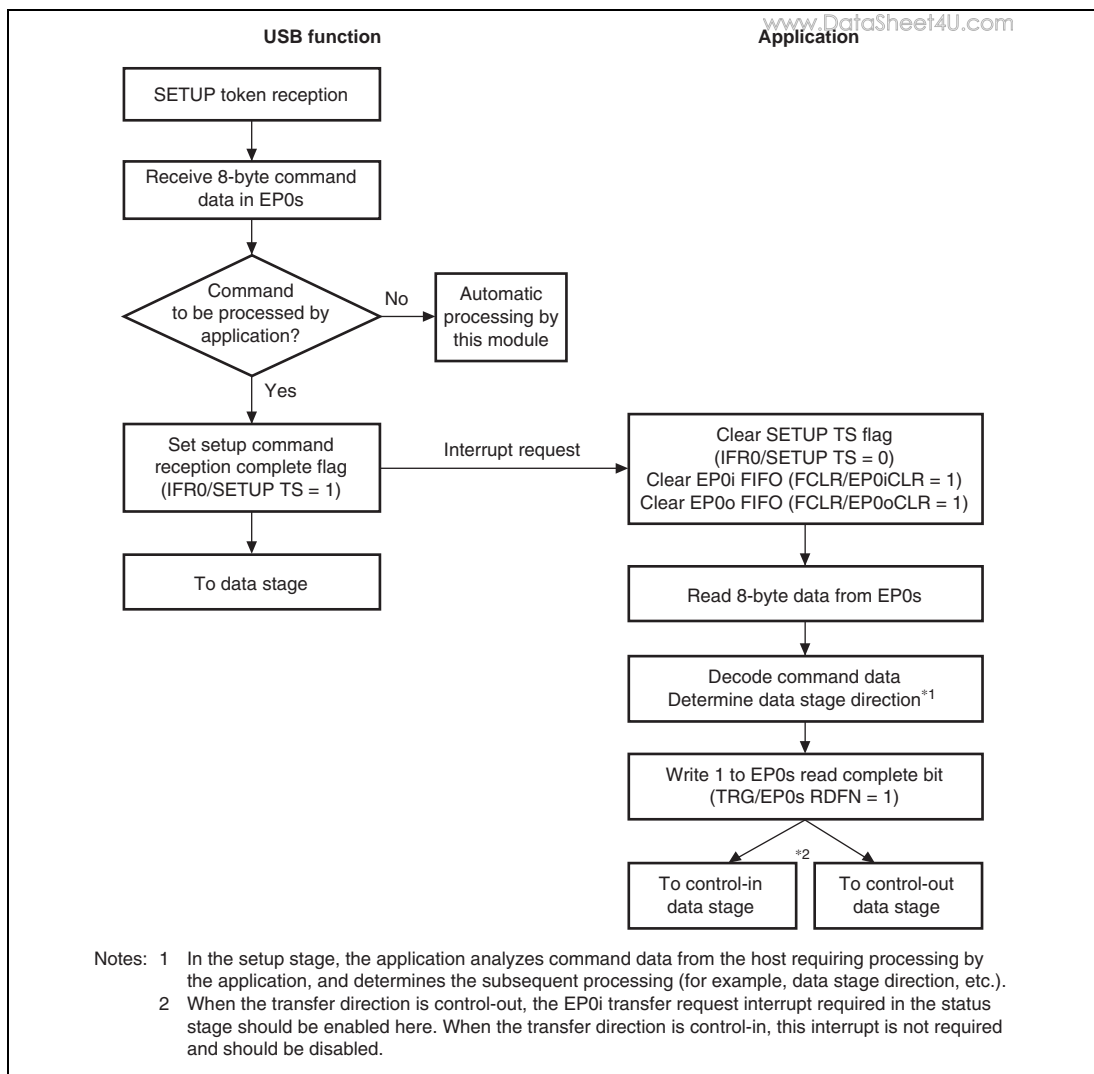 www.DataSheet4U.com
USB function
Application
SETUP token reception
Receive 8-byte command
data in EP0s
Command
to be processed by
application?
No
Automatic
processing by
this module
Yes
Set setup command
reception complete flag
(IFR0/SETUP TS = 1)
Interrupt request
To data stage
Clear SETUP TS flag
(IFR0/SETUP TS = 0)
Clear EP0i FIFO (FCLR/EP0iCLR = 1)
Clear EP0o FIFO (FCLR/EP0oCLR = 1)
Read 8-byte data from EP0s
Decode command data
Determine data stage direction*1
Write 1 to EP0s read complete bit
(TRG/EP0s RDFN = 1)
*2
To control-in
data stage
To control-out
data stage
Notes: 1 In the setup stage, the application analyzes command data from the host requiring processing by
the application, and determines the subsequent processing (for example, data stage direction, etc.).
2 When the transfer direction is control-out, the EP0i transfer request interrupt required in the status
stage should be enabled here. When the transfer direction is control-in, this interrupt is not required
and should be disabled.